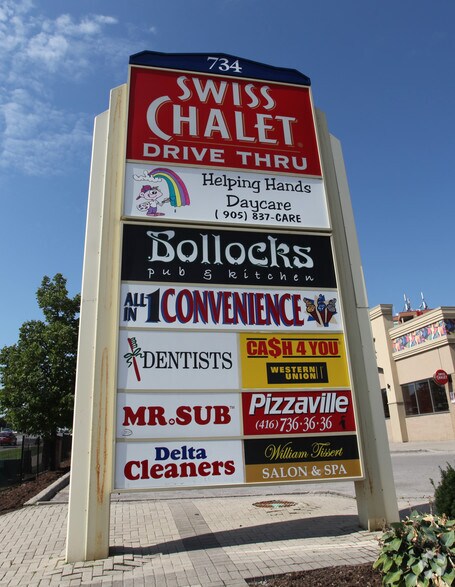 734
SWISS
CHALET
DRIVE THRU
Helping Hands
Daycare
(905) 837-CARE
Bollocks
pub & kitchen
ALL IN 1 CONVENIENCE
DENTISTS
CA$H 4 YOU
WESTERN UNION
MR. SUB
Pizzaville
(416) 736·36·36
Delta
Cleaners
William Tissert
SALON & SPA